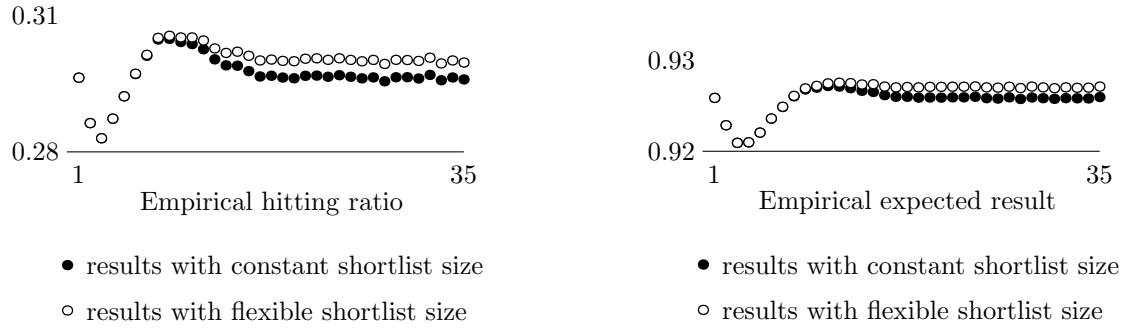 0.31
0.28
1 35
Empirical hitting ratio
● results with constant shortlist size
○ results with flexible shortlist size
0.93
0.92
1 35
Empirical expected result
● results with constant shortlist size
○ results with flexible shortlist size